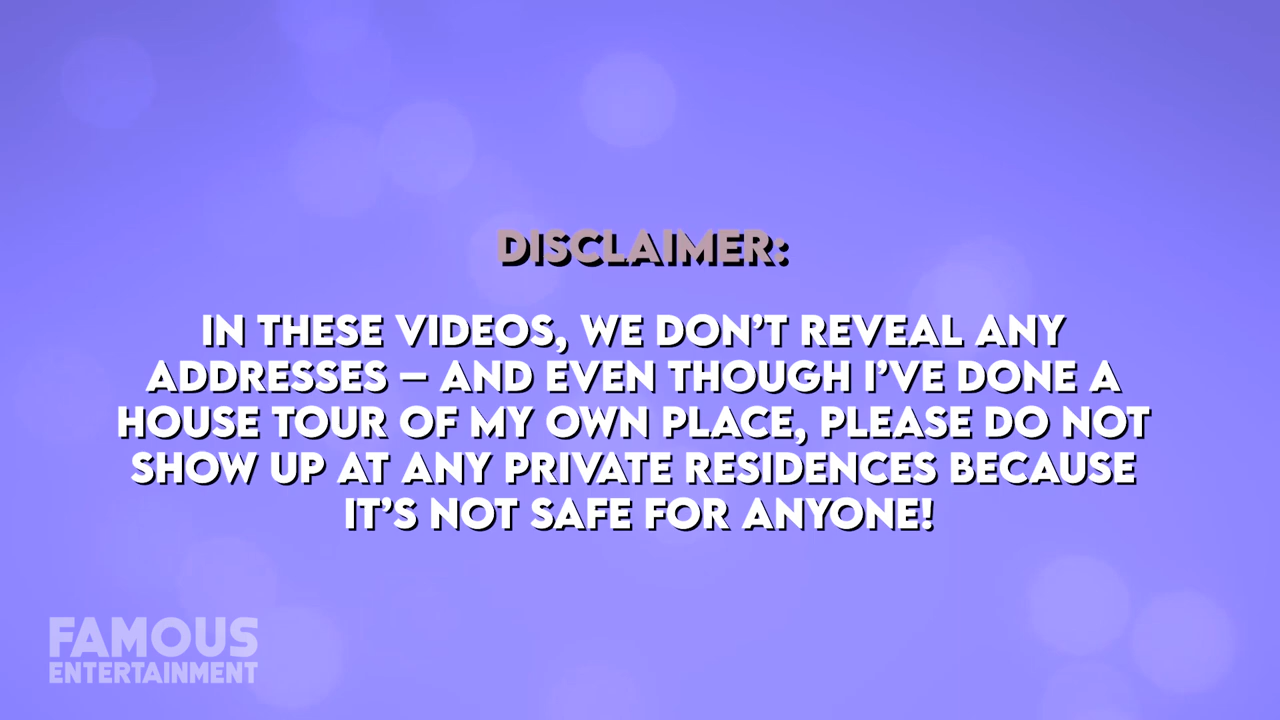 DISCLAIMER:
IN THESE VIDEOS, WE DON'T REVEAL ANY
ADDRESSES – AND EVEN THOUGH I'VE DONE A
HOUSE TOUR OF MY OWN PLACE, PLEASE DO NOT
SHOW UP AT ANY PRIVATE RESIDENCES BECAUSE
IT'S NOT SAFE FOR ANYONE!
FAMOUS
ENTERTAINMENT